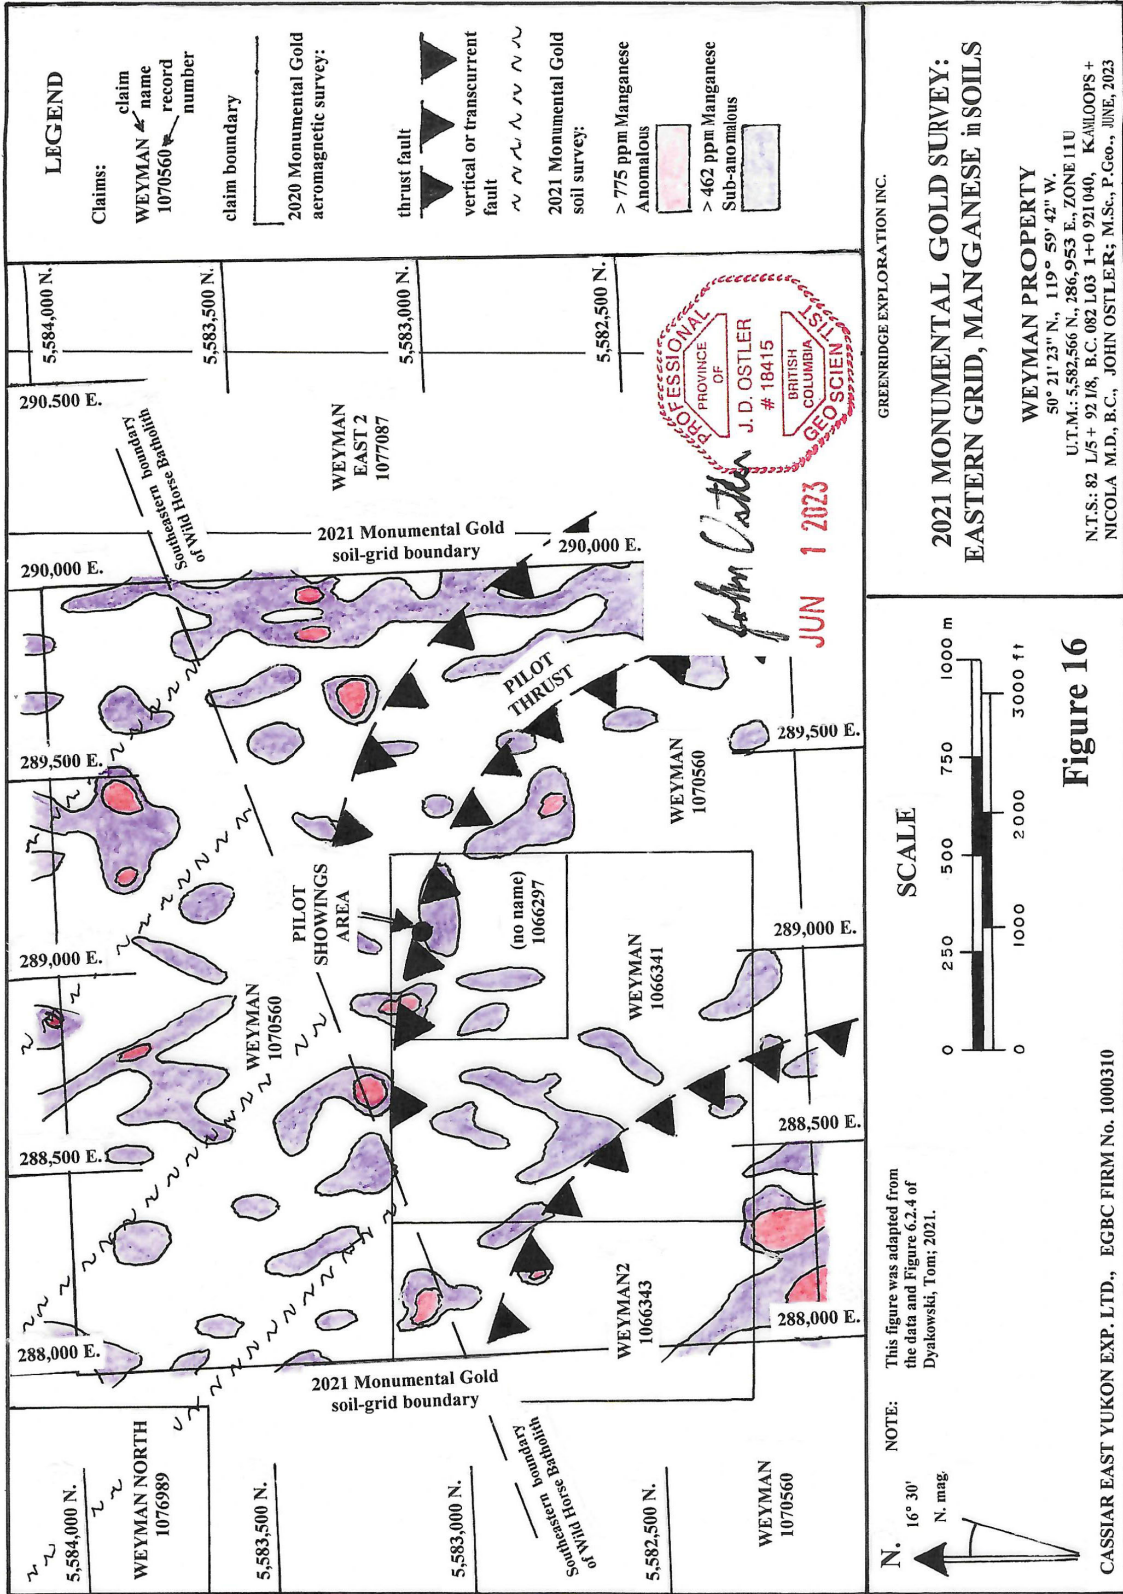 LEGEND
Claims:
WEYMAN
1070560
claim
name
record
number
claim boundary
2020 Monumental Gold
aeromagnetic survey:
thrust fault
vertical or transcurrent
fault
2021 Monumental Gold
soil survey:
> 775 ppm Manganese
Anomalous
> 462 ppm Manganese
Sub-anomalous
5,584,000 N.
5,583,500 N.
5,583,000 N.
5,582,500 N.
290.500 E.
Southeastern boundary
of Wild Horse Batholith
WEYMAN
EAST 2
1077087
2021 Monumental Gold
soil-grid boundary
290,000 E.
290,000 E.
PILOT
THRUST
289,500 E.
289,500 E.
WEYMAN
1070560
PILOT
SHOWINGS
AREA
(no name)
1066297
289,000 E.
289,000 E.
WEYMAN
1070560
WEYMAN
1066341
288,500 E.
288,500 E.
WEYMAN2
1066343
288,000 E.
288,000 E.
2021 Monumental Gold
soil-grid boundary
WEYMAN NORTH
1076989
5,584,000 N.
5,583,500 N.
5,583,000 N.
5,582,500 N.
Southeastern boundary
of Wild Horse Batholith
WEYMAN
1070560
PROFESSIONAL
PROVINCE
OF
J. D. OSTLER
# 18415
BRITISH
COLUMBIA
GEOSCIENTIST
John Ostler
JUN 1 2023
N.
16° 30'
N. mag.
NOTE: This figure was adapted from
the data and Figure 6.2.4 of
Dyakowski, Tom; 2021.
SCALE
0 250 500 750 1000 m
0 1000 2000 3000 ft
Figure 16
CASSIAR EAST YUKON EXP. LTD., EGBC FIRM No. 1000310
GREENRIDGE EXPLORATION INC.
2021 MONUMENTAL GOLD SURVEY:
EASTERN GRID, MANGANESE in SOILS
WEYMAN PROPERTY
50° 21' 23" N., 119° 59' 42" W.
U.T.M.: 5,582,566 N., 286,953 E., ZONE 11U
N.T.S.: 82 L/5 + 92 I/8, B.C. 082 L03 1+0 92I 040, KAMLOOPS +
NICOLA M.D., B.C., JOHN OSTLER; M.Sc., P.Geo., JUNE, 2023